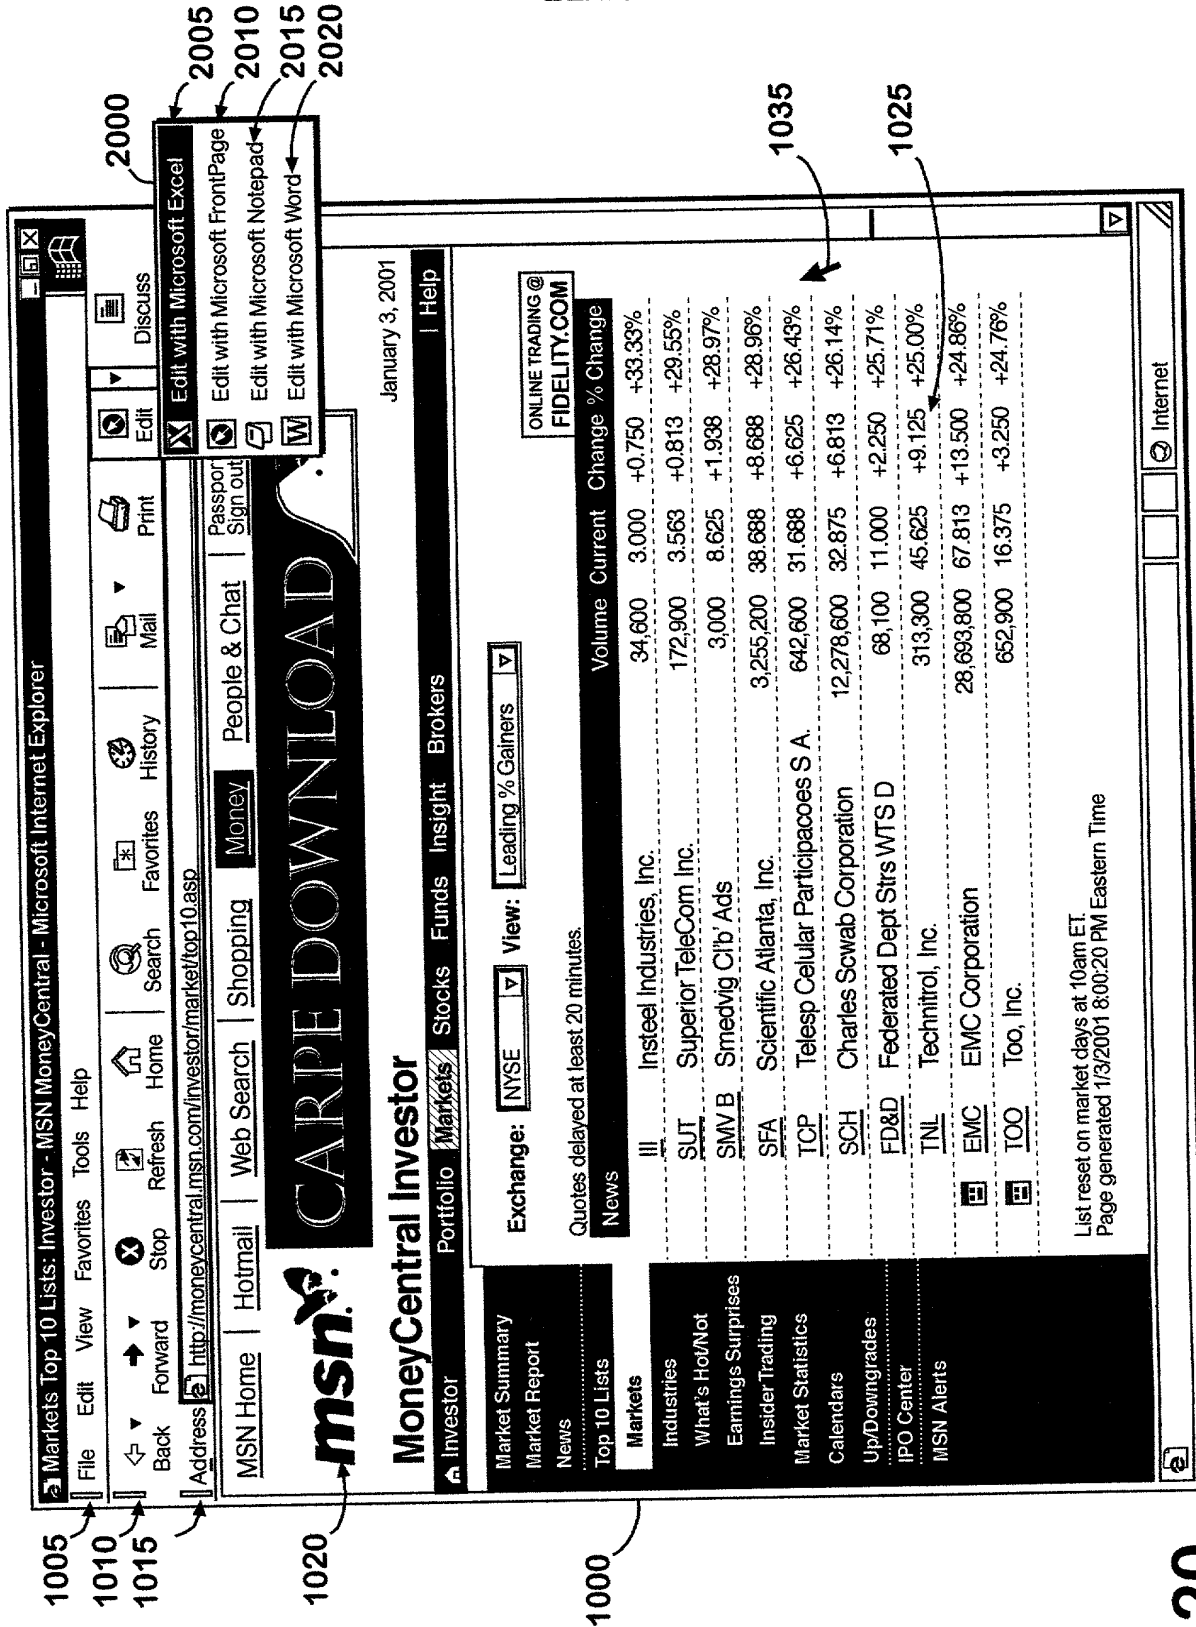 2000
Markets Top 10 Lists: Investor - MSN MoneyCentral - Microsoft Internet Explorer
1005
File Edit View Favorites Tools Help
1010
Back Forward Stop Refresh Home Search Favorites History Mail Print Edit Discuss
1015
Address http://moneycentral.msn.com/investor/market/top10.asp
Edit with Microsoft Excel 2005
Edit with Microsoft FrontPage 2010
Edit with Microsoft Notepad 2015
Edit with Microsoft Word 2020
MSN Home Hotmail Web Search Shopping Money People & Chat Passpor
Sign out
1020
msn. CARPE DOWNLOAD
MoneyCentral Investor January 3, 2001
Investor Portfolio Markets Stocks Funds Insight Brokers | Help
Market Summary
Market Report
News
Top 10 Lists
Markets
Industries
What's Hot/Not
Earnings Surprises
Insider Trading
Market Statistics
Calendars
Up/Downgrades
IPO Center
MSN Alerts
Exchange: NYSE View: Leading % Gainers
ONLINE TRADING @
FIDELITY.COM
Quotes delayed at least 20 minutes.
News Volume Current Change % Change
III Insteel Industries, Inc. 34,600 3.000 +0.750 +33.33%
SUT Superior TeleCom Inc. 172,900 3.563 +0.813 +29.55%
SMV B Smedvig Cl'b' Ads 3,000 8.625 +1.938 +28.97%
SFA Scientific Atlanta, Inc. 3,255,200 38.688 +8.688 +28.96%
TCP Telesp Celular Participacoes S A. 642,600 31.688 +6.625 +26.43%
SCH Charles Scwab Corporation 12,278,600 32.875 +6.813 +26.14%
FD&D Federated Dept Strs WTS D 68,100 11.000 +2.250 +25.71%
TNL Technitrol, Inc. 313,300 45.625 +9.125 +25.00%
EMC EMC Corporation 28,693,800 67.813 +13.500 +24.86%
TOO Too, Inc. 652,900 16.375 +3.250 +24.76%
1035
1025
1000
List reset on market days at 10am ET.
Page generated 1/3/2001 8:00:20 PM Eastern Time
Internet